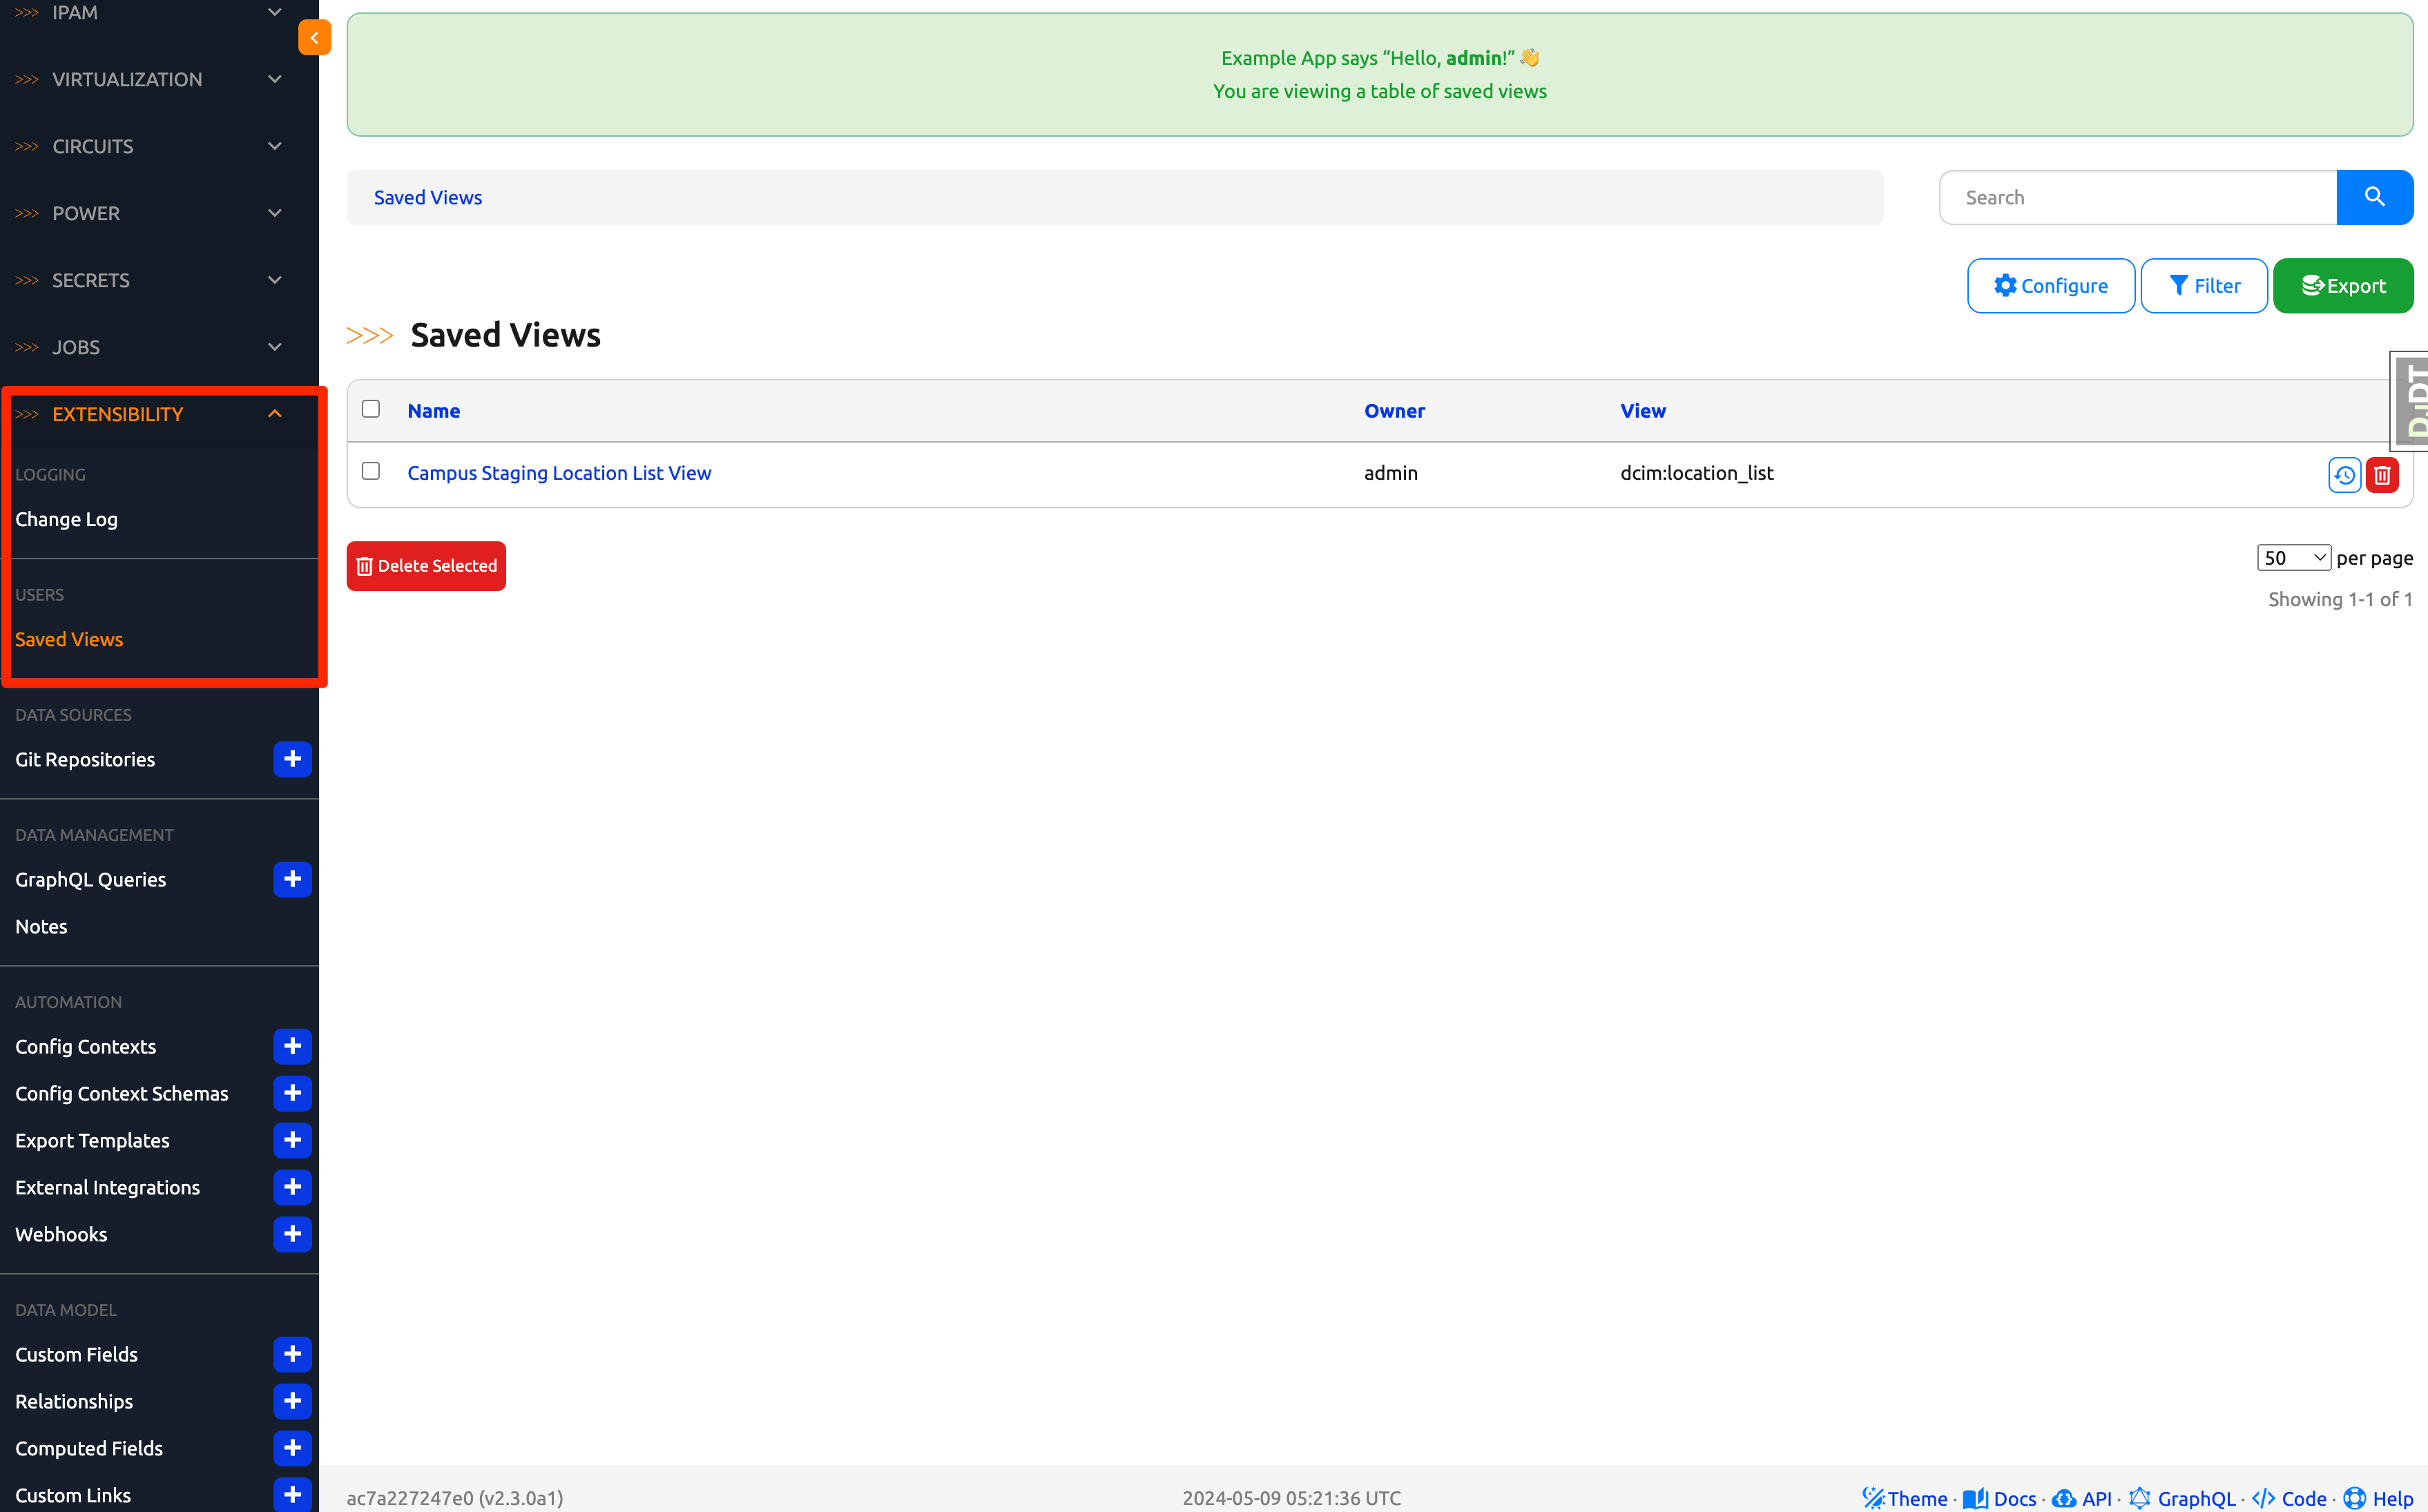 >>> IPAM
>>> VIRTUALIZATION
>>> CIRCUITS
>>> POWER
>>> SECRETS
>>> JOBS
>>> EXTENSIBILITY
LOGGING
Change Log
USERS
Saved Views
DATA SOURCES
Git Repositories
DATA MANAGEMENT
GraphQL Queries
Notes
AUTOMATION
Config Contexts
Config Context Schemas
Export Templates
External Integrations
Webhooks
DATA MODEL
Custom Fields
Relationships
Computed Fields
Custom Links
Example App says “Hello, admin!” 👋
You are viewing a table of saved views
Saved Views
Search
Configure Filter Export
>>> Saved Views
DjDT
Name Owner View
Campus Staging Location List View admin dcim:location_list
Delete Selected
50 per page
Showing 1-1 of 1
ac7a227247e0 (v2.3.0a1) 2024-05-09 05:21:36 UTC Theme · Docs · API · GraphQL · </> Code · Help